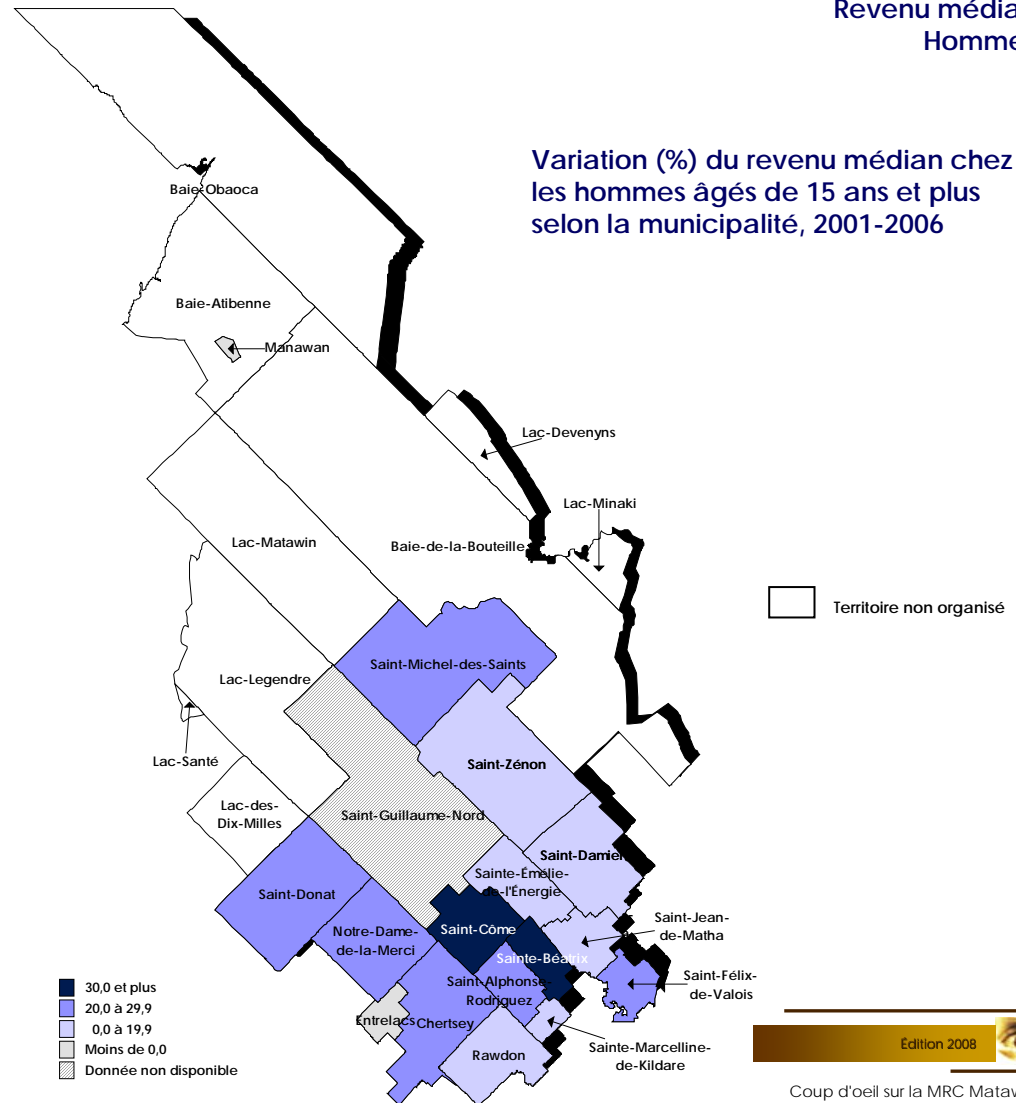 Revenu média
Homme
Variation (%) du revenu médian chez
les hommes âgés de 15 ans et plus
selon la municipalité, 2001-2006
Baie-Obaoca
Baie-Atibenne
Manawan
Lac-Devenyns
Lac-Minaki
Lac-Matawin
Baie-de-la-Bouteille
Territoire non organisé
Saint-Michel-des-Saints
Lac-Legendre
Lac-Santé
Saint-Zénon
Lac-des-
Dix-Milles
Saint-Guillaume-Nord
Saint-Damien
Sainte-Émélie-
de-l'Énergie
Saint-Donat
Saint-Jean-
de-Matha
Notre-Dame-
de-la-Merci
Saint-Côme
Sainte-Béatrix
Saint-Félix-
de-Valois
Saint-Alphonse-
Rodriguez
Entrelacs
Chertsey
Sainte-Marcelline-
de-Kildare
Rawdon
30,0 et plus
20,0 à 29,9
0,0 à 19,9
Moins de 0,0
Donnée non disponible
Édition 2008
Coup d'oeil sur la MRC Mataw